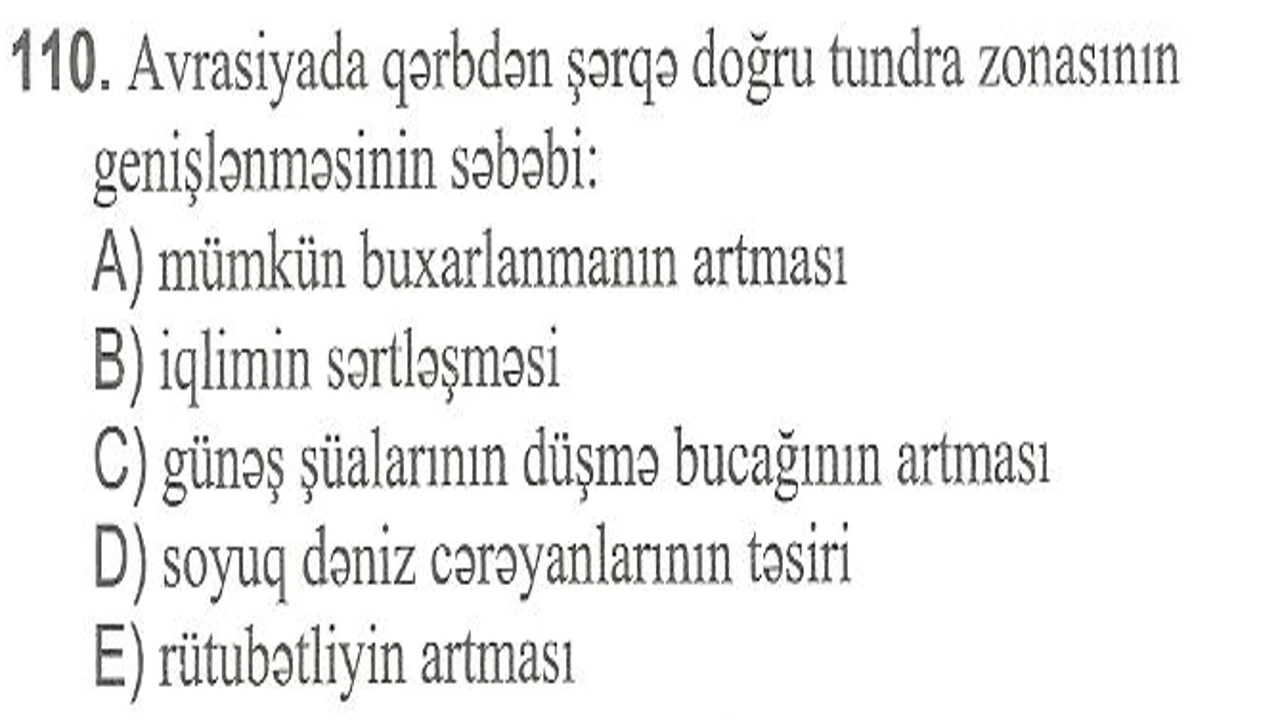 110. Avrasiyada qərbdən şərqə doğru tundra zonasının
genişlənməsinin səbəbi:
A) mümkün buxarlanmanın artması
B) iqlimin sərtləşməsi
C) günəş şüalarının düşmə bucağının artması
D) soyuq dəniz cərəyanlarının təsiri
E) rütubətliyin artması